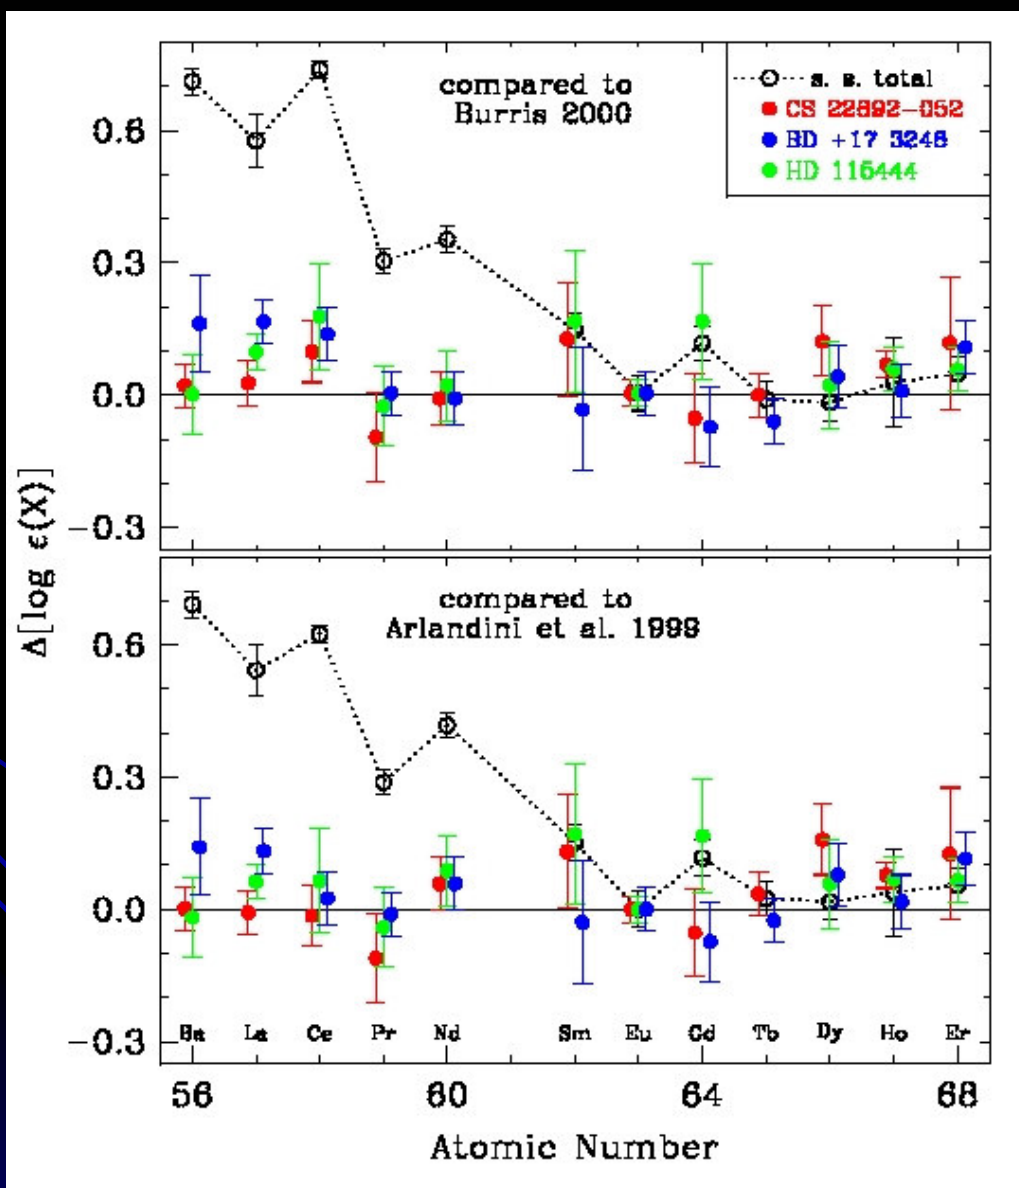 compared to
Burris 2000
s. s. total
CS 22892-052
BD +17 3248
HD 115444
0.6
0.3
0.0
−0.3
Δ[log ε(X)]
compared to
Arlandini et al. 1999
0.6
0.3
0.0
−0.3
Ba La Ce Pr Nd Sm Eu Gd Tb Dy Ho Er
56 60 64 68
Atomic Number